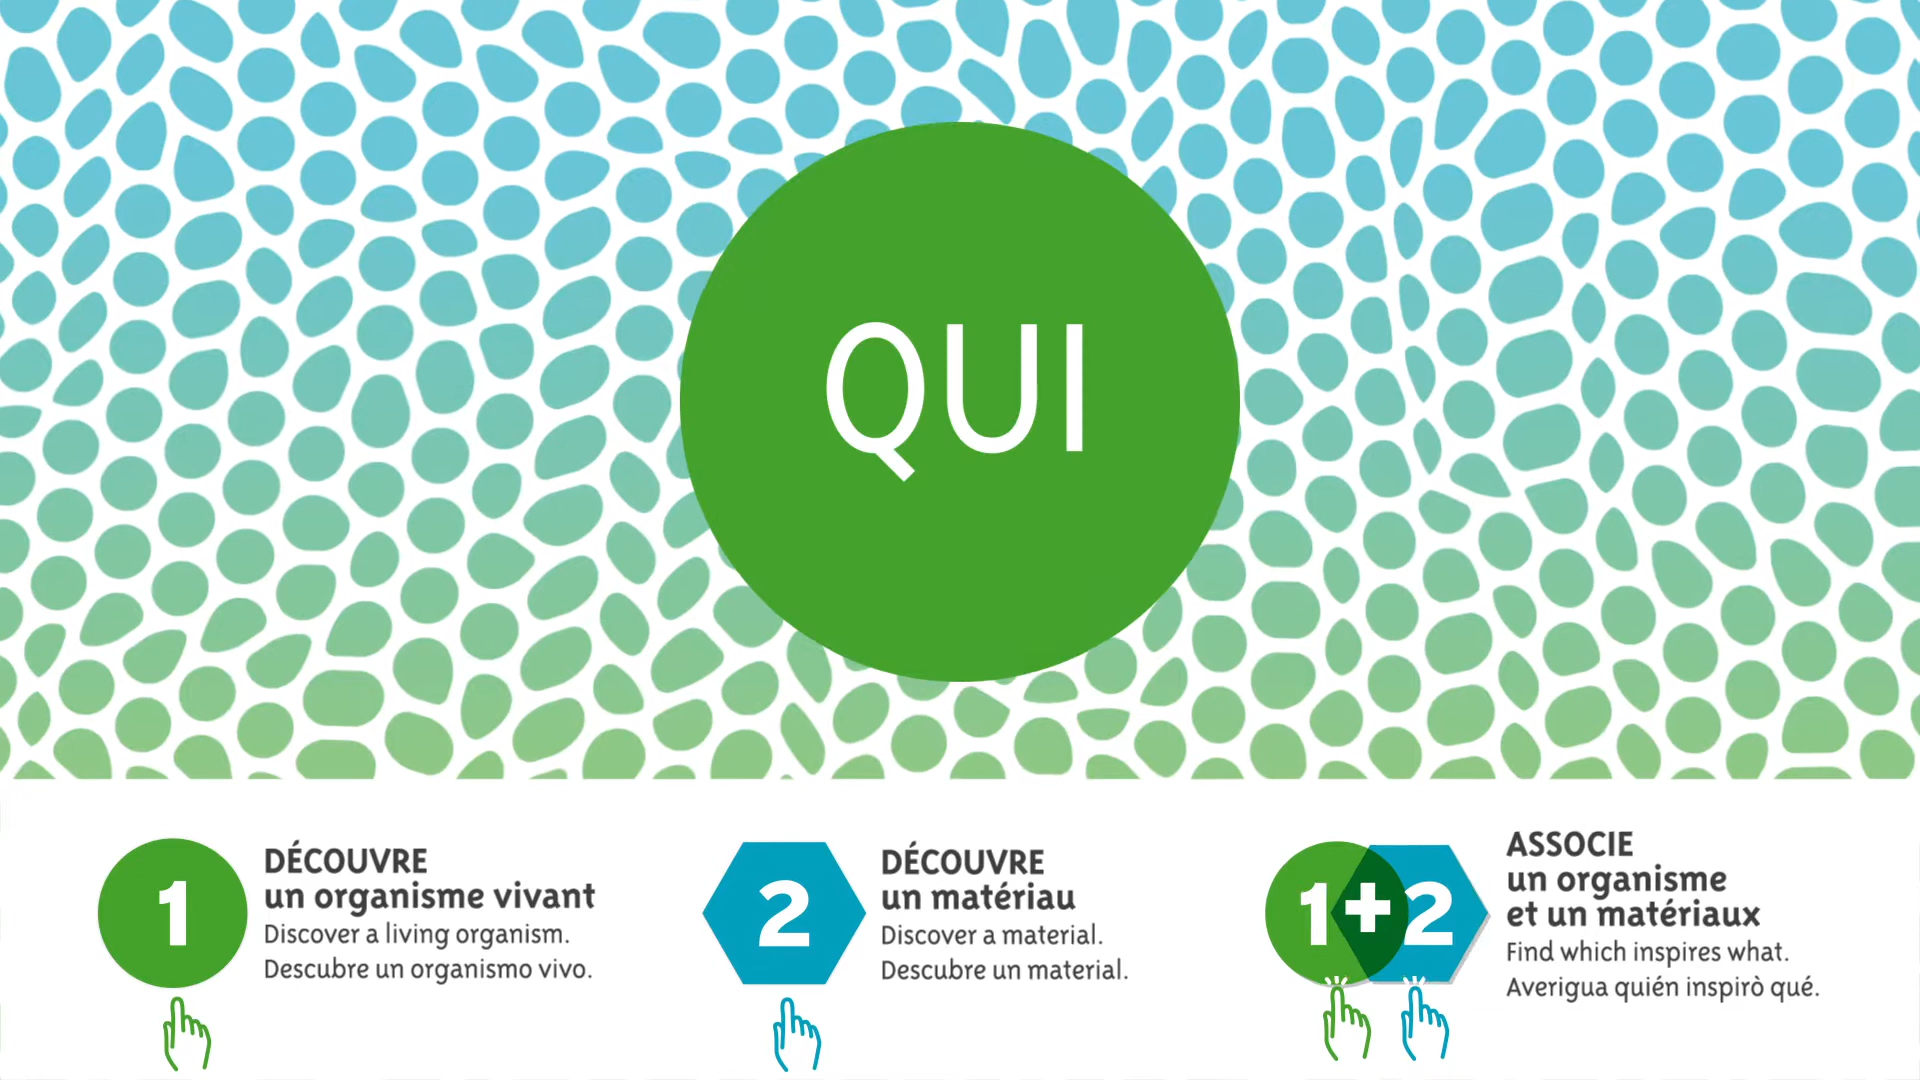 QUI
1
DÉCOUVRE
un organisme vivant
Discover a living organism.
Descubre un organismo vivo.
2
DÉCOUVRE
un matériau
Discover a material.
Descubre un material.
1+2
ASSOCIE
un organisme
et un matériaux
Find which inspires what.
Averigua quién inspirò qué.